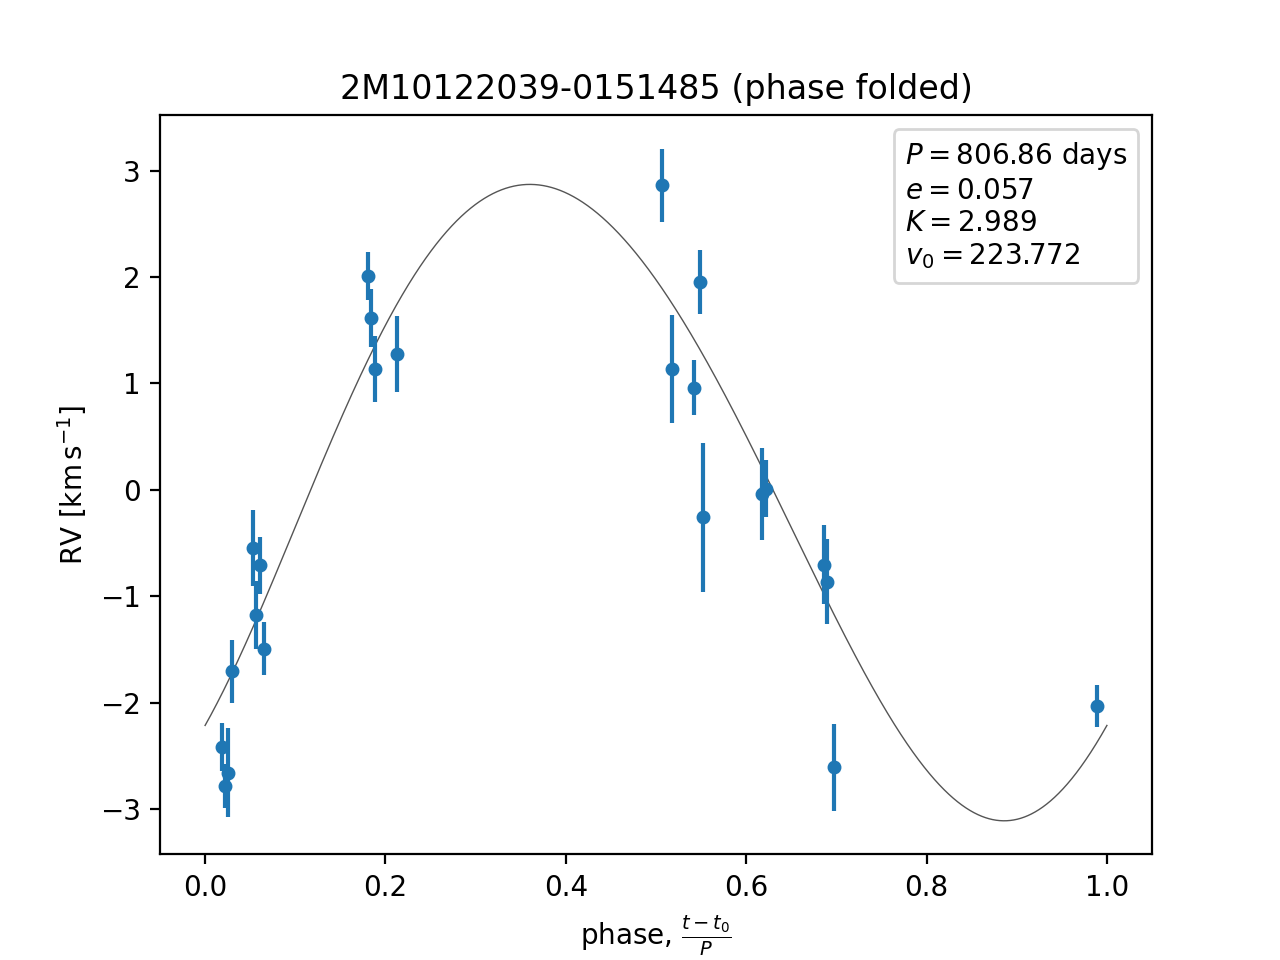 2M10122039-0151485 (phase folded)
P = 806.86 days
e = 0.057
K = 2.989
v₀ = 223.772
3
2
1
0
−1
−2
−3
RV [km s⁻¹]
0.0 0.2 0.4 0.6 0.8 1.0
phase, (t − t₀)/P